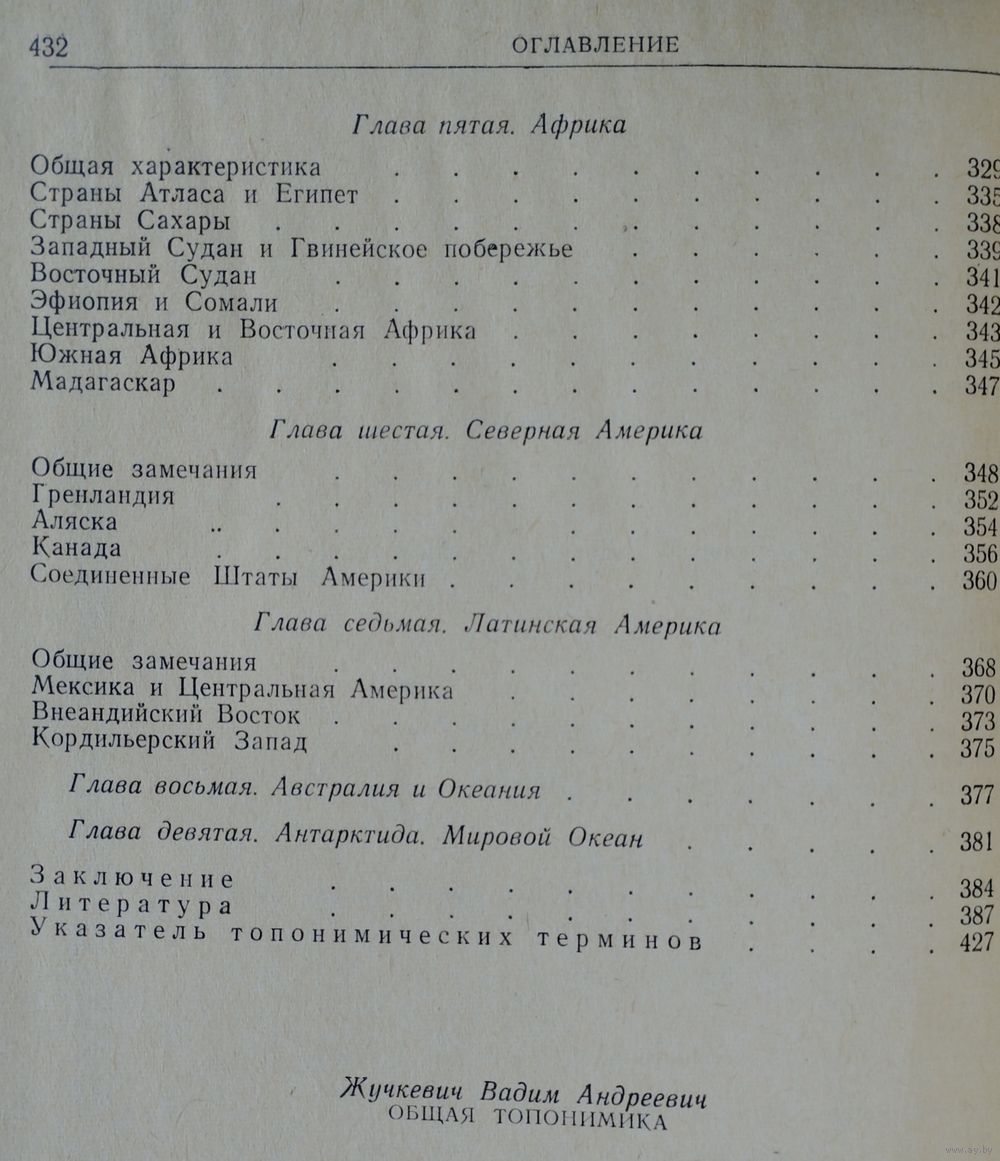 432 ОГЛАВЛЕНИЕ
Глава пятая. Африка
Общая характеристика . . . . . . . . . . 329
Страны Атласа и Египет . . . . . . . . . . 335
Страны Сахары . . . . . . . . . . . . 338
Западный Судан и Гвинейское побережье . . . . . . 339
Восточный Судан . . . . . . . . . . . 341
Эфиопия и Сомали . . . . . . . . . . . 342
Центральная и Восточная Африка . . . . . . . . 343
Южная Африка . . . . . . . . . . . 345
Мадагаскар . . . . . . . . . . . . . 347
Глава шестая. Северная Америка
Общие замечания . . . . . . . . . . . 348
Гренландия . . . . . . . . . . . . 352
Аляска .. . . . . . . . . . . . 354
Канада . . . . . . . . . . . . . 356
Соединенные Штаты Америки . . . . . . . . . 360
Глава седьмая. Латинская Америка
Общие замечания . . . . . . . . . . . 368
Мексика и Центральная Америка . . . . . . . . 370
Внеандийский Восток . . . . . . . . . . . 373
Кордильерский Запад . . . . . . . . . . 375
Глава восьмая. Австралия и Океания . . . . . . . 377
Глава девятая. Антарктида. Мировой Океан . . . . . 381
Заключение . . . . . . . . . . . 384
Литература . . . . . . . . . . . 387
Указатель топонимических терминов . . . . 427
Жучкевич Вадим Андреевич
ОБЩАЯ ТОПОНИМИКА
www.ay.by